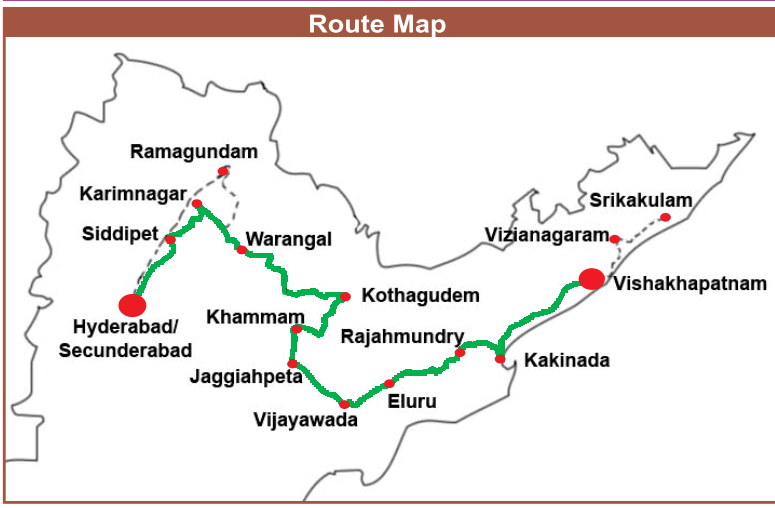 Route Map
Ramagundam
Karimnagar
Srikakulam
Siddipet
Warangal
Vizianagaram
Vishakhapatnam
Kothagudem
Hyderabad/
Secunderabad
Khammam
Rajahmundry
Kakinada
Jaggiahpeta
Eluru
Vijayawada